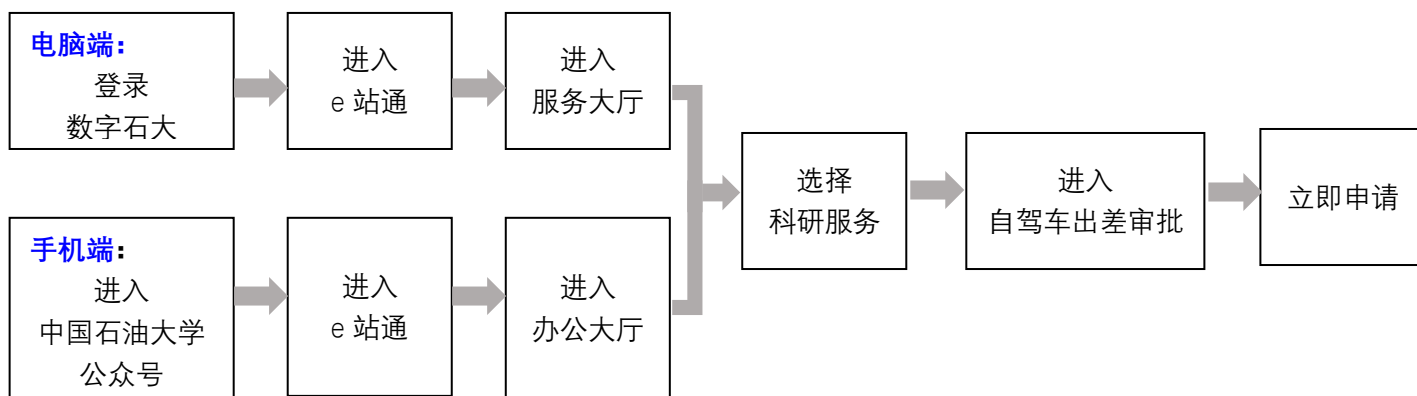 电脑端:
登录
数字石大
进入
e 站通
进入
服务大厅
手机端:
进入
中国石油大学
公众号
进入
e 站通
进入
办公大厅
选择
科研服务
进入
自驾车出差审批
立即申请